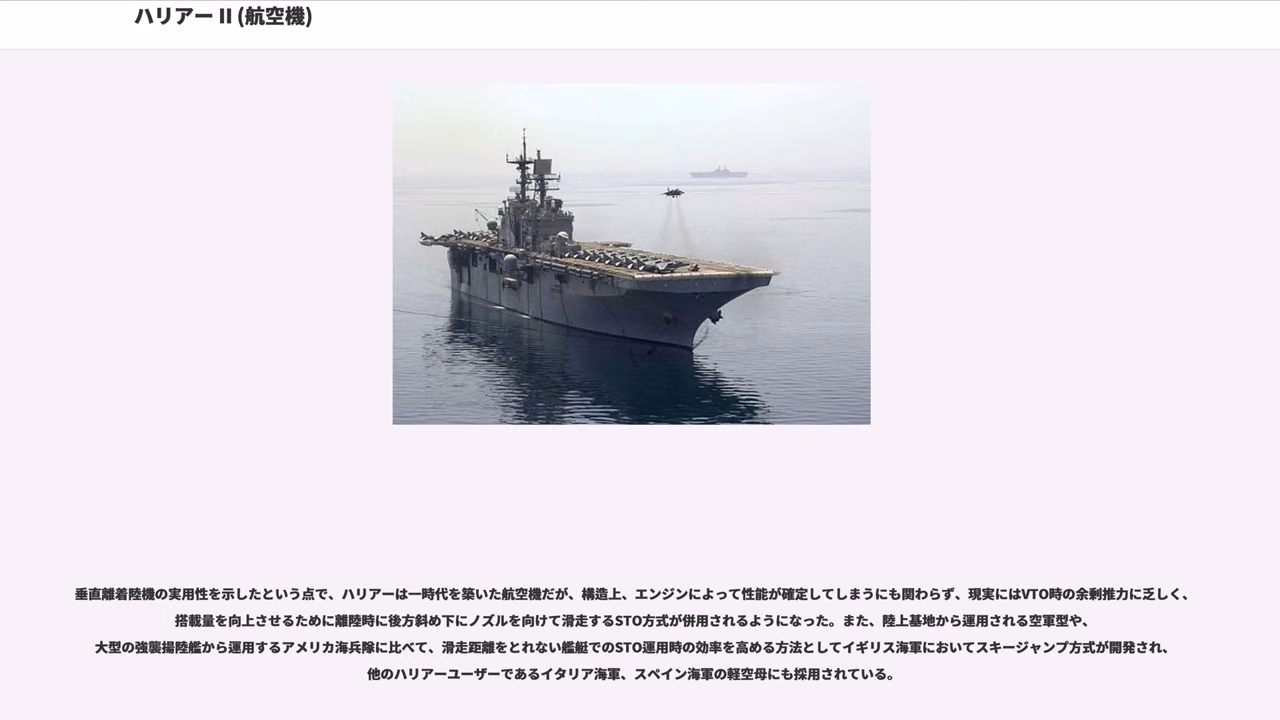 ハリアー II (航空機)
垂直離着陸機の実用性を示したという点で、ハリアーは一時代を築いた航空機だが、構造上、エンジンによって性能が確定してしまうにも関わらず、現実にはVTO時の余剰推力に乏しく、
搭載量を向上させるために離陸時に後方斜め下にノズルを向けて滑走するSTO方式が併用されるようになった。また、陸上基地から運用される空軍型や、
大型の強襲揚陸艦から運用するアメリカ海兵隊に比べて、滑走距離をとれない艦艇でのSTO運用時の効率を高める方法としてイギリス海軍においてスキージャンプ方式が開発され、
他のハリアーユーザーであるイタリア海軍、スペイン海軍の軽空母にも採用されている。